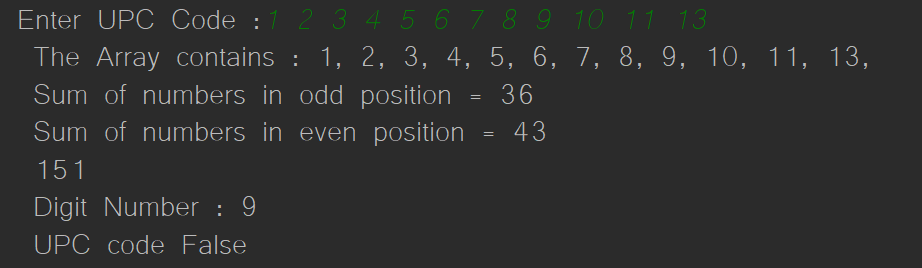 Enter UPC Code :1 2 3 4 5 6 7 8 9 10 11 13
The Array contains : 1, 2, 3, 4, 5, 6, 7, 8, 9, 10, 11, 13,
Sum of numbers in odd position = 36
Sum of numbers in even position = 43
151
Digit Number : 9
UPC code False